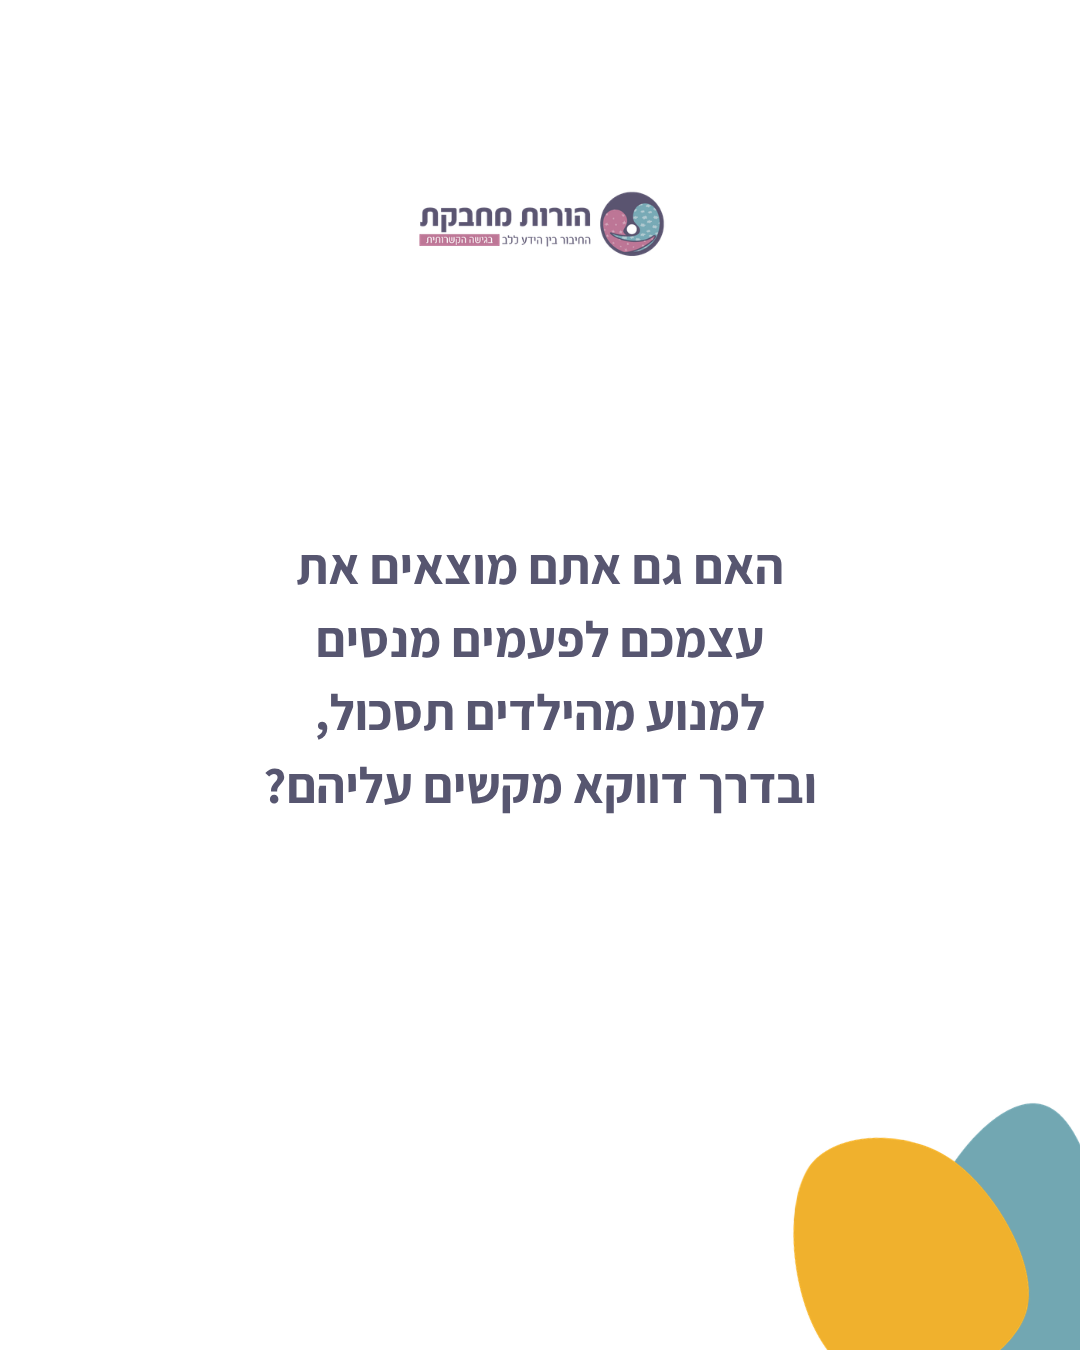 הורות מחבקת
החיבור בין הידע ללב בגישה הקשרותית
האם גם אתם מוצאים את
עצמכם לפעמים מנסים
למנוע מהילדים תסכול,
ובדרך דווקא מקשים עליהם?